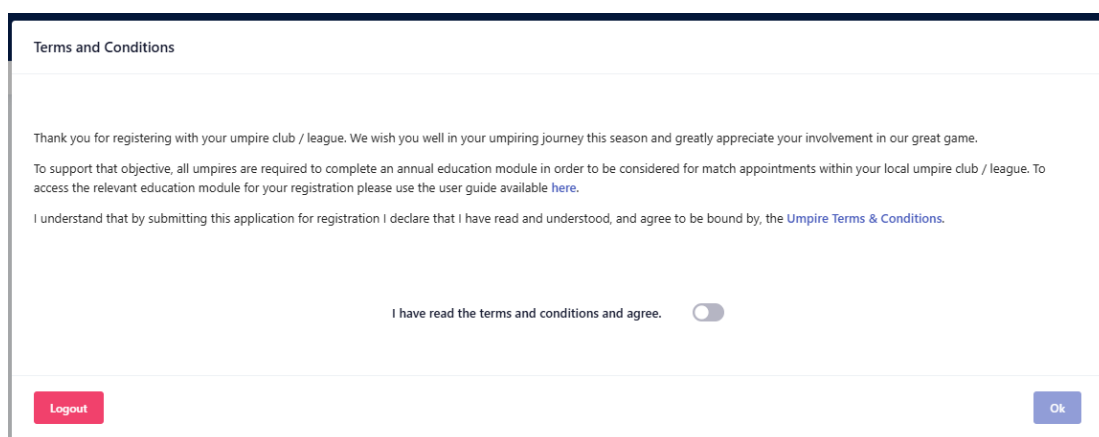 Terms and Conditions
Thank you for registering with your umpire club / league. We wish you well in your umpiring journey this season and greatly appreciate your involvement in our great game.
To support that objective, all umpires are required to complete an annual education module in order to be considered for match appointments within your local umpire club / league. To
access the relevant education module for your registration please use the user guide available here.
I understand that by submitting this application for registration I declare that I have read and understood, and agree to be bound by, the Umpire Terms & Conditions.
I have read the terms and conditions and agree.
Logout
Ok